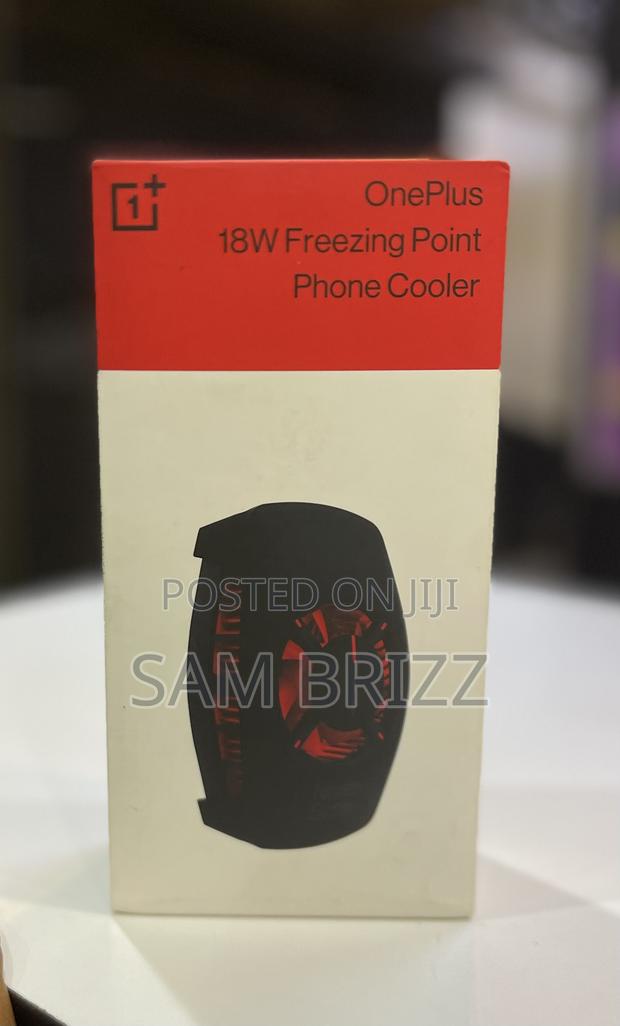 1+
OnePlus
18W Freezing Point
Phone Cooler
POSTED ON JIJI
SAM BRIZZ